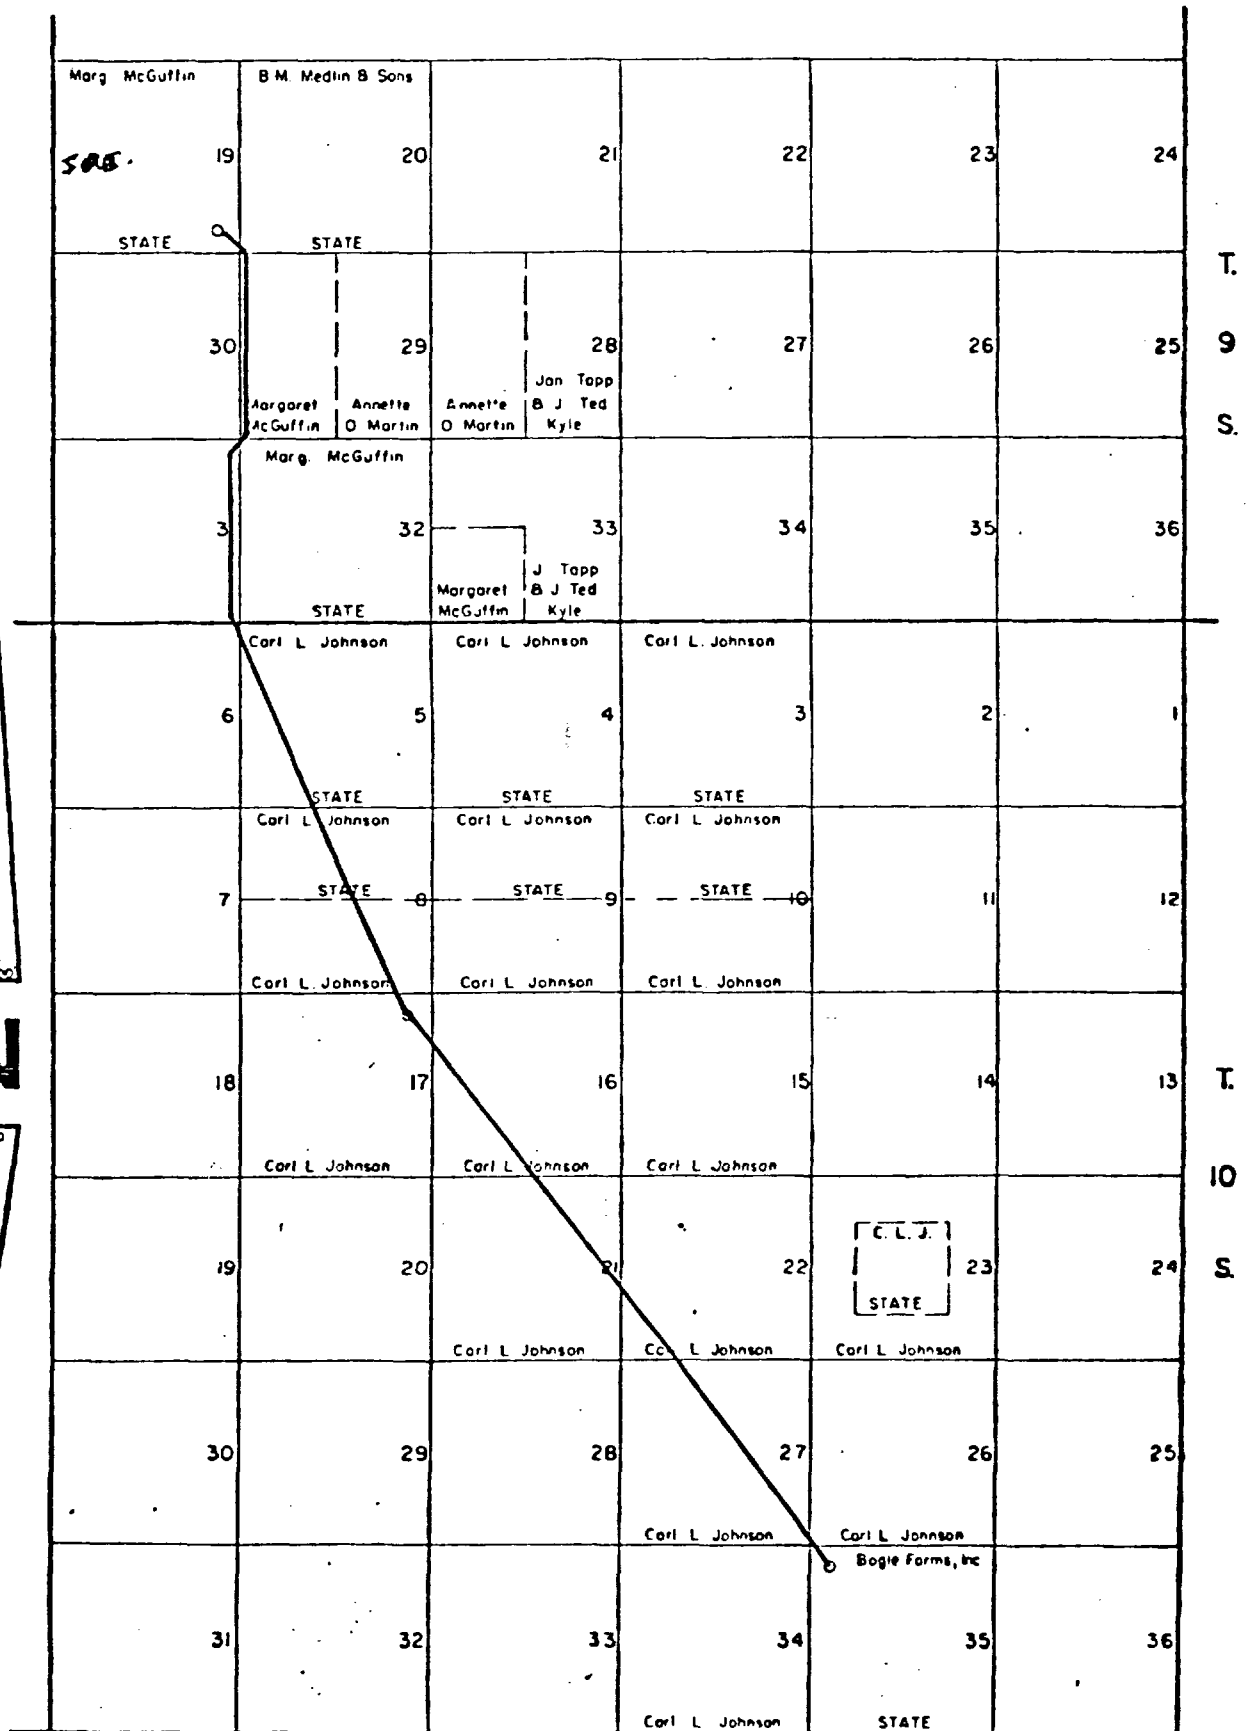 Marg McGuffin B M. Medlin & Sons
19 20 21 22 23 24
STATE STATE
T.
30 29 28 27 26 25 9
Jan Tapp
Margaret Annette Annette & J Ted
McGuffin O Martin O Martin Kyle
S.
Marg. McGuffin
3 32 33 34 35 36
J Tapp
Margaret & J Ted
STATE McGuffin Kyle
Carl L Johnson Carl L Johnson Carl L. Johnson
6 5 4 3 2 1
STATE STATE STATE
Carl L Johnson Carl L Johnson Carl L Johnson
STATE STATE STATE
7 8 9 10 11 12
Carl L. Johnson Carl L Johnson Carl L. Johnson
18 17 16 15 14 13 T.
Carl L Johnson Carl L Johnson Carl L Johnson
10
C. L. J.
19 20 21 22 23 24 S.
STATE
Carl L Johnson L Johnson Carl L Johnson
30 29 28 27 26 25
Carl L Johnson Carl L Johnson
Bogle Farms, Inc
31 32 33 34 35 36
Carl L Johnson STATE